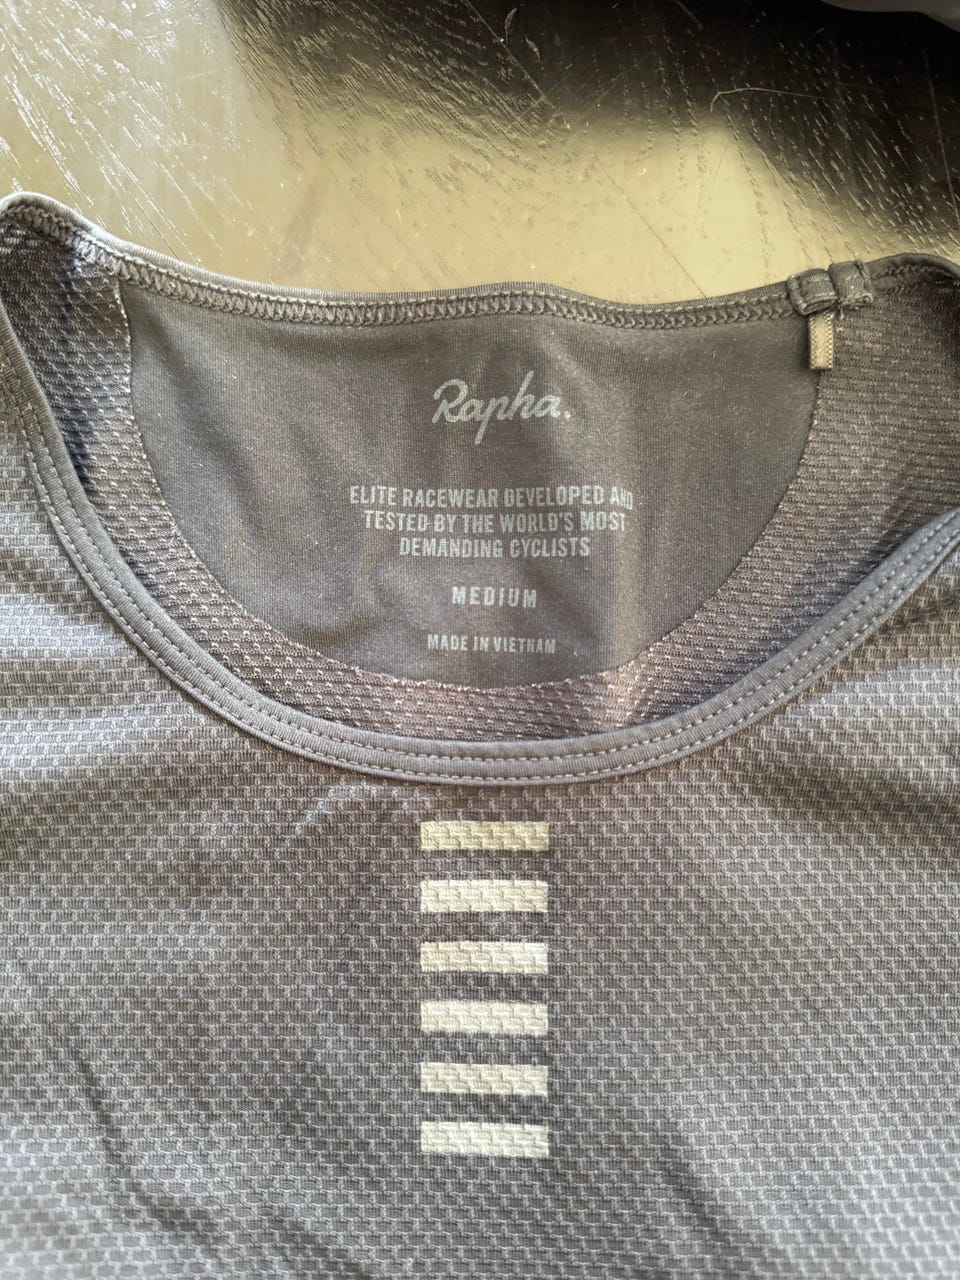 Rapha.
ELITE RACEWEAR DEVELOPED AND
TESTED BY THE WORLD'S MOST
DEMANDING CYCLISTS
MEDIUM
MADE IN VIETNAM